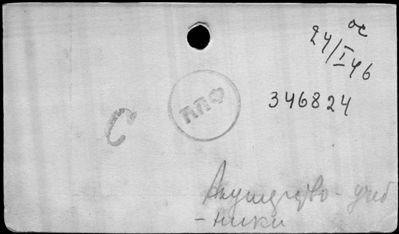 ос
24/I 46
346824
ППФ
С
Акушерство - учеб
- ники